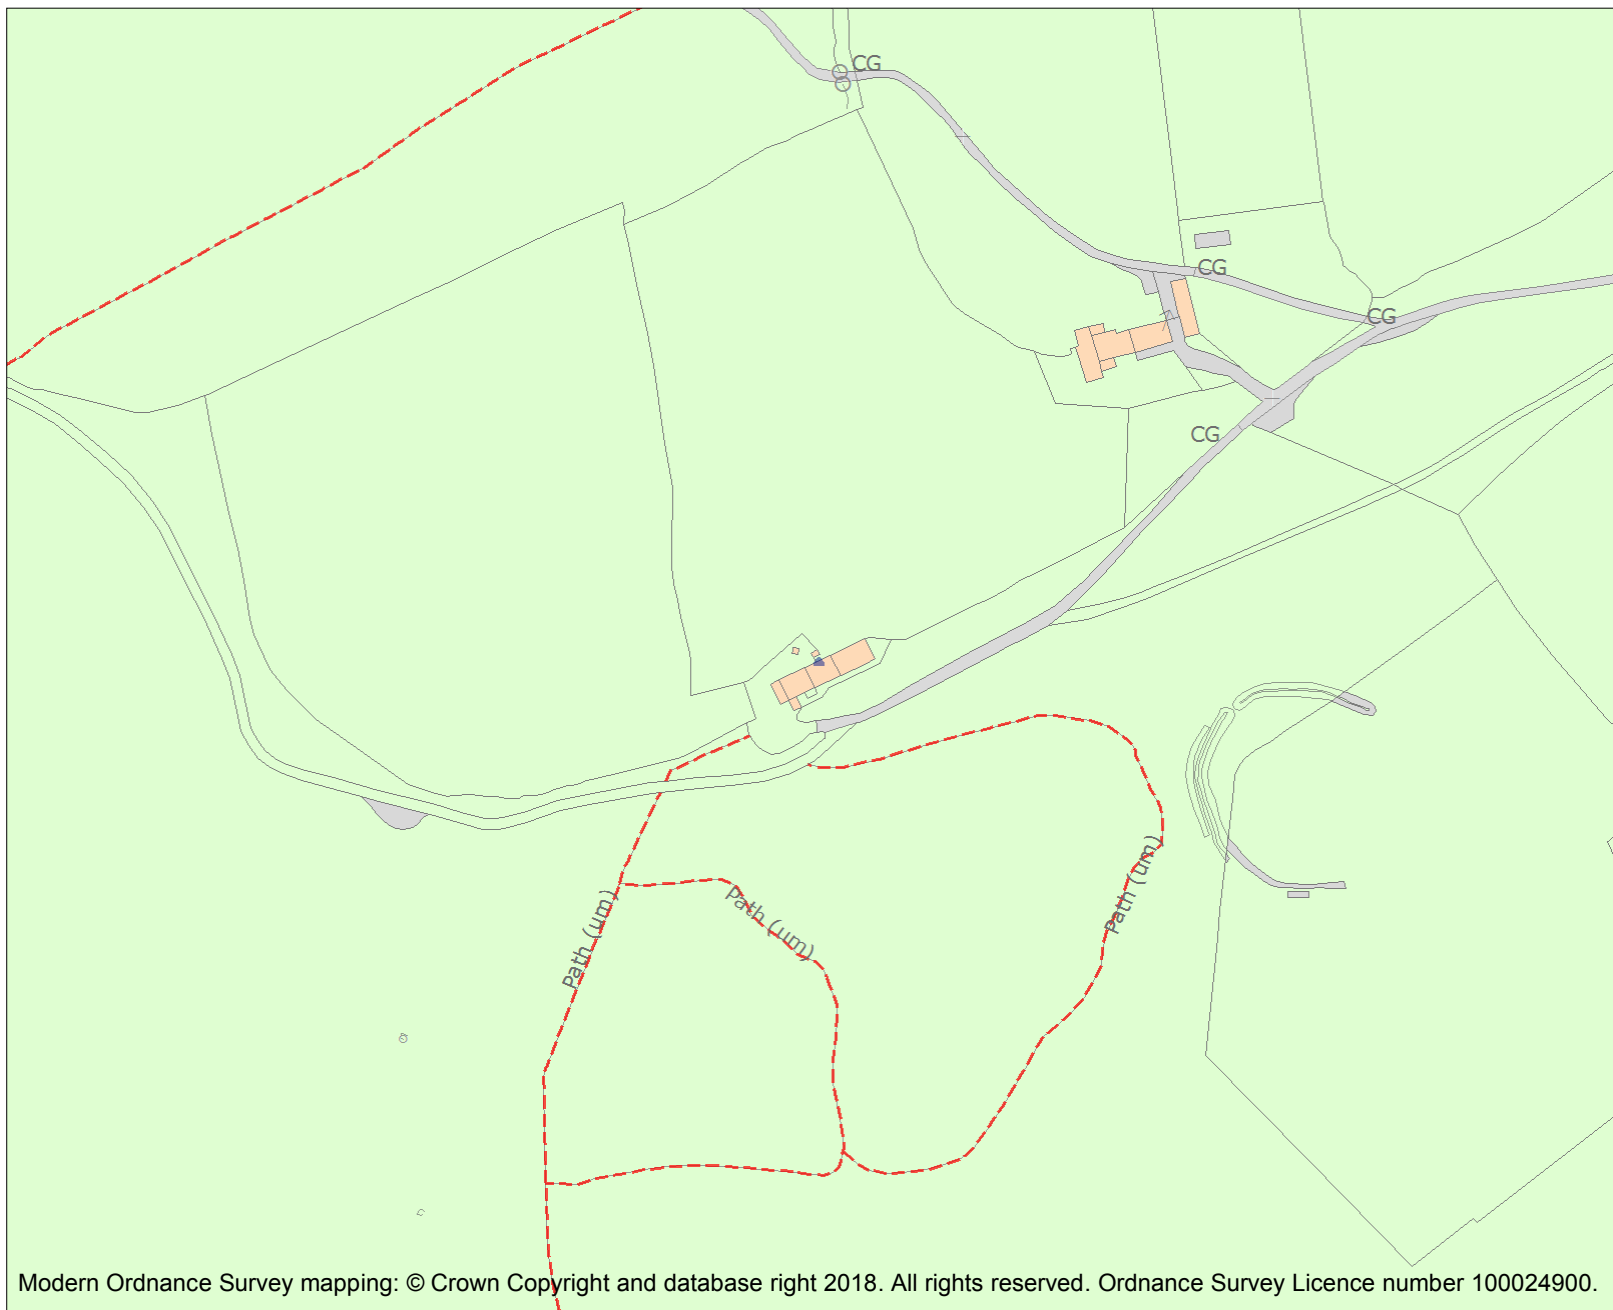 CG
CG
CG
CG
Path (um)
Path (um)
Path (um)
Modern Ordnance Survey mapping: © Crown Copyright and database right 2018. All rights reserved. Ordnance Survey Licence number 100024900.